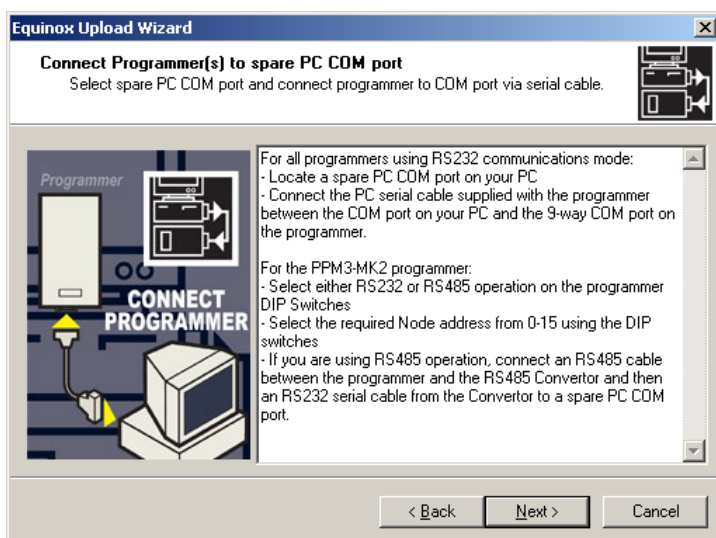 Equinox Upload Wizard
Connect Programmer(s) to spare PC COM port
Select spare PC COM port and connect programmer to COM port via serial cable.
Programmer
CONNECT
PROGRAMMER
For all programmers using RS232 communications mode:
- Locate a spare PC COM port on your PC
- Connect the PC serial cable supplied with the programmer
between the COM port on your PC and the 9-way COM port on
the programmer.
For the PPM3-MK2 programmer:
- Select either RS232 or RS485 operation on the programmer
DIP Switches
- Select the required Node address from 0-15 using the DIP
switches
- If you are using RS485 operation, connect an RS485 cable
between the programmer and the RS485 Convertor and then
an RS232 serial cable from the Convertor to a spare PC COM
port.
< Back
Next >
Cancel